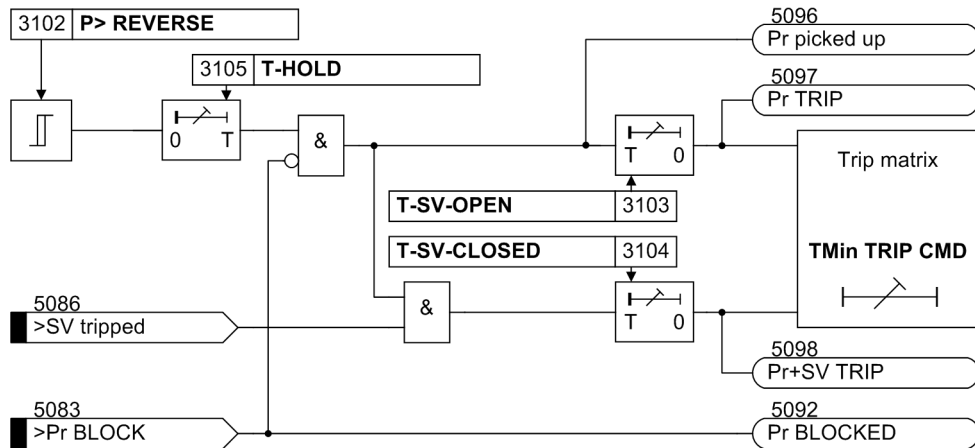 3102 P> REVERSE
5096
Pr picked up
3105 T-HOLD
5097
Pr TRIP
0 T
&
T 0
Trip matrix
T-SV-OPEN 3103
T-SV-CLOSED 3104
TMin TRIP CMD
5086
>SV tripped
&
T 0
5098
Pr+SV TRIP
5083
>Pr BLOCK
5092
Pr BLOCKED